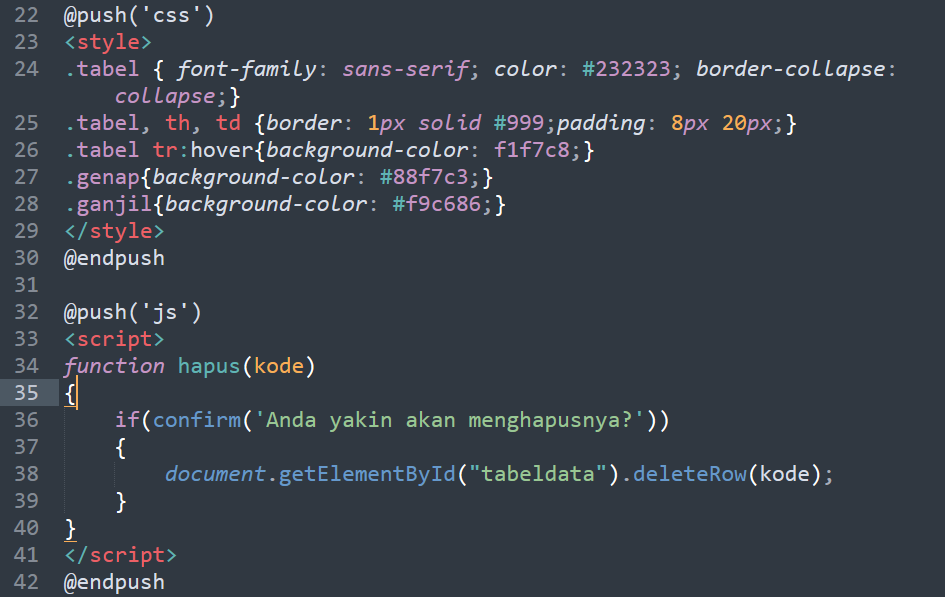 22 @push('css')
23 <style>
24 .tabel { font-family: sans-serif; color: #232323; border-collapse:
collapse;}
25 .tabel, th, td {border: 1px solid #999;padding: 8px 20px;}
26 .tabel tr:hover{background-color: f1f7c8;}
27 .genap{background-color: #88f7c3;}
28 .ganjil{background-color: #f9c686;}
29 </style>
30 @endpush
31
32 @push('js')
33 <script>
34 function hapus(kode)
35 {
36 if(confirm('Anda yakin akan menghapusnya?'))
37 {
38 document.getElementById("tabeldata").deleteRow(kode);
39 }
40 }
41 </script>
42 @endpush